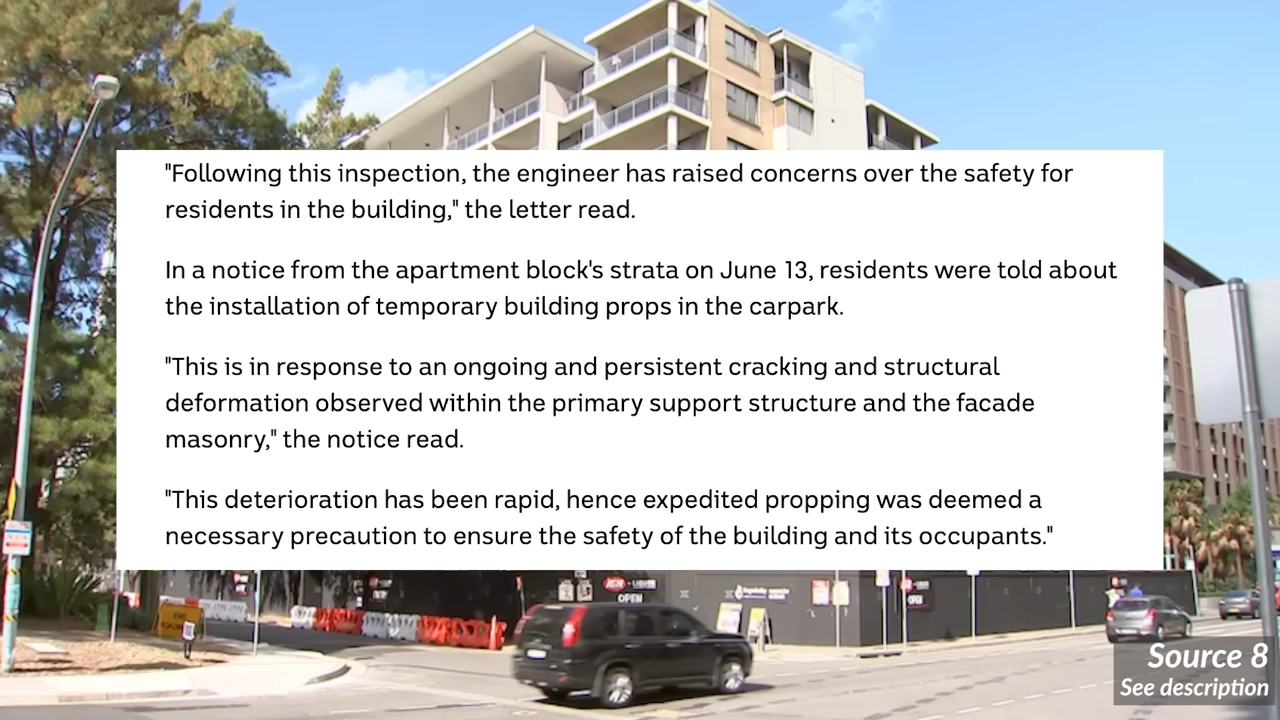 "Following this inspection, the engineer has raised concerns over the safety for
residents in the building," the letter read.
In a notice from the apartment block's strata on June 13, residents were told about
the installation of temporary building props in the carpark.
"This is in response to an ongoing and persistent cracking and structural
deformation observed within the primary support structure and the facade
masonry," the notice read.
"This deterioration has been rapid, hence expedited propping was deemed a
necessary precaution to ensure the safety of the building and its occupants."
IGA
LIQUOR
OPEN
OPEN
Source 8
See description